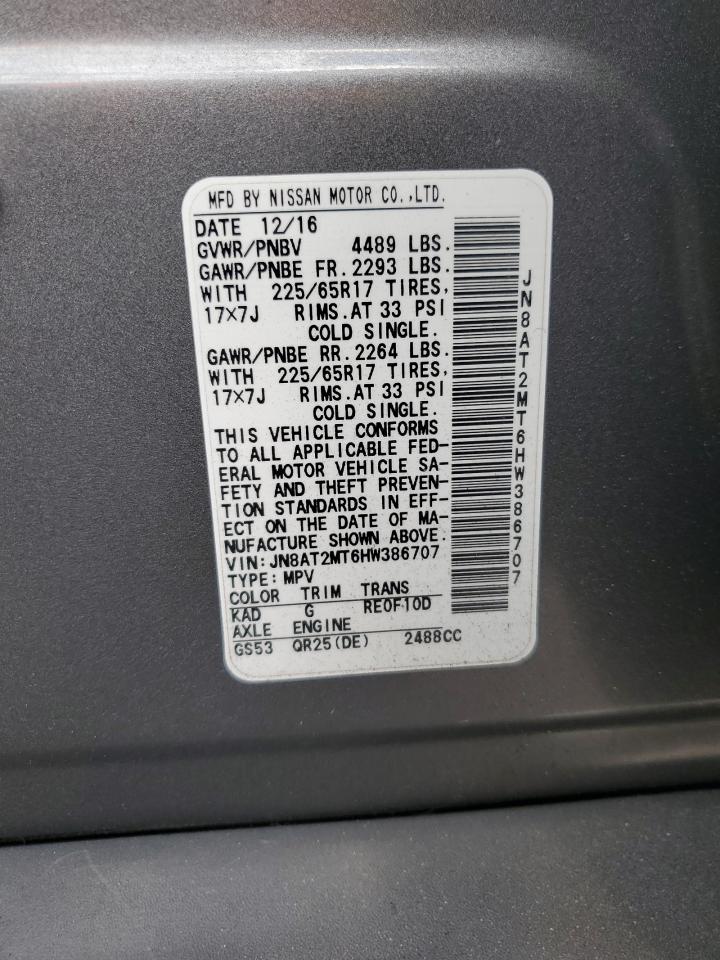 MFD BY NISSAN MOTOR CO.,LTD.
DATE 12/16
GVWR/PNBV 4489 LBS.
GAWR/PNBE FR. 2293 LBS.
WITH 225/65R17 TIRES,
17×7J RIMS. AT 33 PSI
COLD SINGLE.
GAWR/PNBE RR. 2264 LBS.
WITH 225/65R17 TIRES,
17×7J RIMS. AT 33 PSI
COLD SINGLE.
THIS VEHICLE CONFORMS
TO ALL APPLICABLE FED-
ERAL MOTOR VEHICLE SA-
FETY AND THEFT PREVEN-
TION STANDARDS IN EFF-
ECT ON THE DATE OF MA-
NUFACTURE SHOWN ABOVE.
VIN: JN8AT2MT6HW386707
TYPE: MPV
COLOR TRIM TRANS
KAD G RE0F10D
AXLE ENGINE
GS53 QR25(DE) 2488CC
JN8AT2MT6HW386707